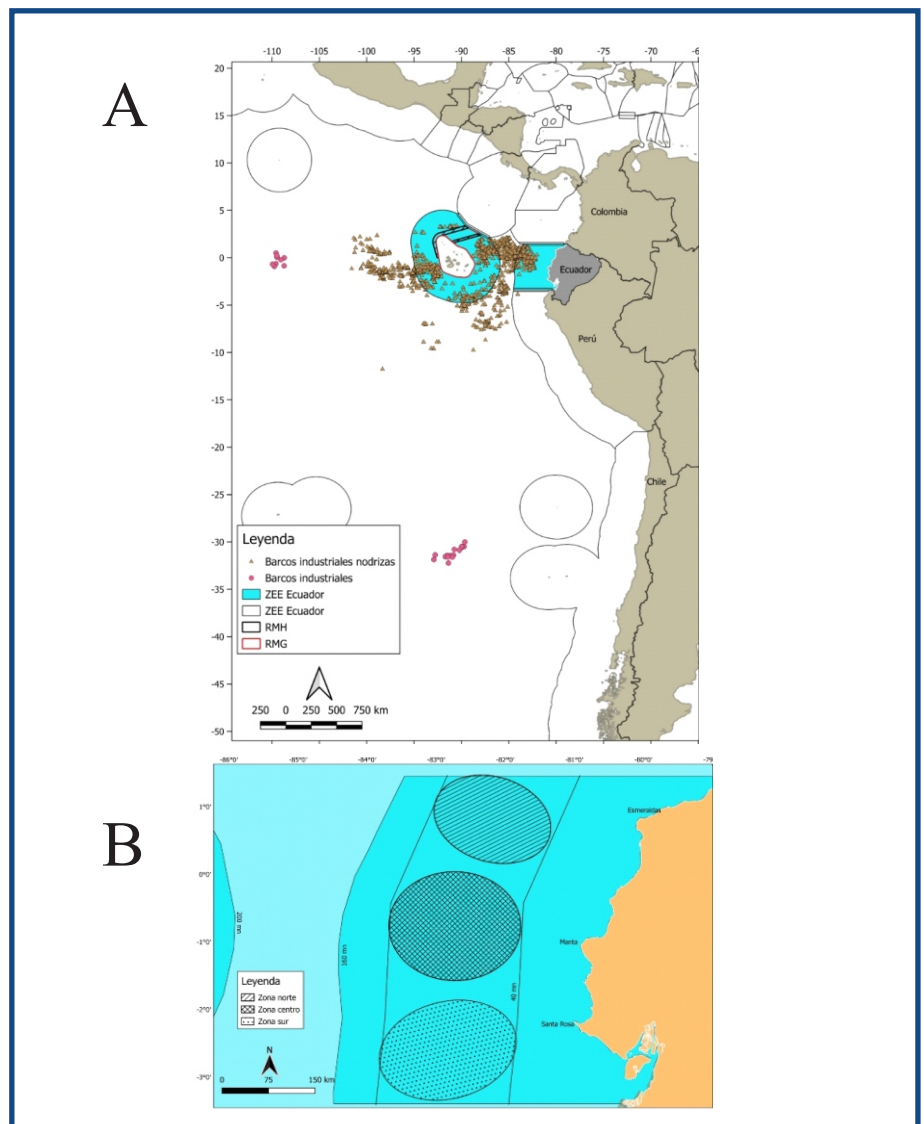 A
-110 -105 -100 -95 -90 -85 -80 -75 -70 -6
20
15
10
5
0
-5
-10
-15
-20
-25
-30
-35
-40
-45
-50
Colombia
Ecuador
Perú
Chile
Leyenda
Barcos industriales nodrizas
Barcos industriales
ZEE Ecuador
ZEE Ecuador
RMH
RMG
250 0 250 500 750 km
B
-86°0' -85°0' -83°0' -82°0' -81°0' -80°0' -79
1°0'
0°0'
-1°0'
-2°0'
-3°0'
Esmeraldas
Manta
Santa Rosa
200 mn
160 mn
40 mn
Leyenda
Zona norte
Zona centro
Zona sur
N
0 75 150 km